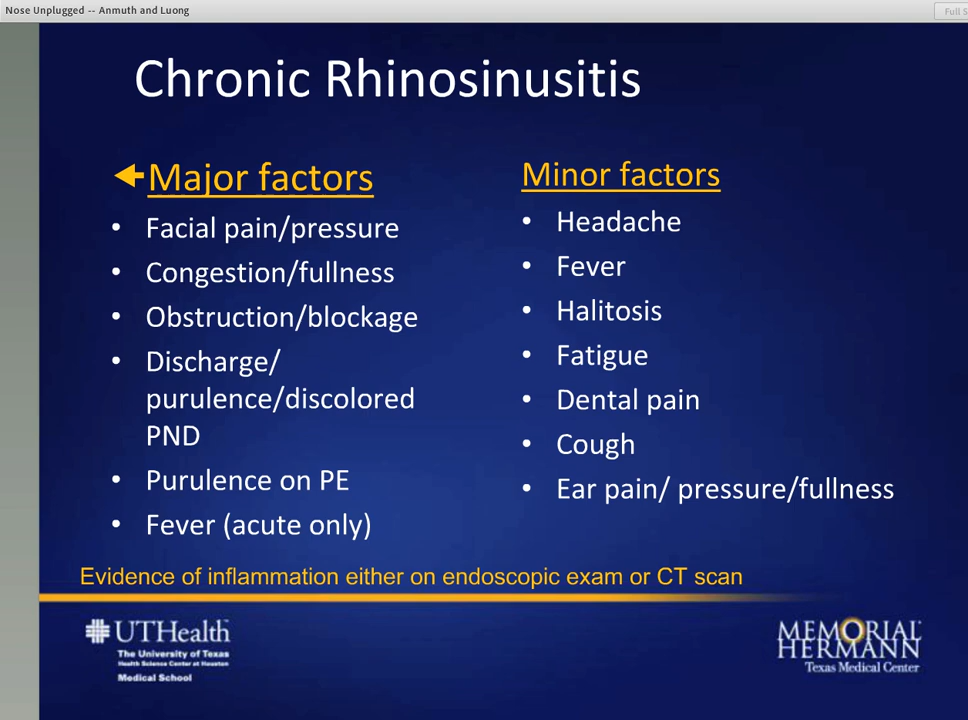 Nose Unplugged -- Anmuth and Luong
Full S
Chronic Rhinosinusitis
Major factors
• Facial pain/pressure
• Congestion/fullness
• Obstruction/blockage
• Discharge/
purulence/discolored
PND
• Purulence on PE
• Fever (acute only)
Minor factors
• Headache
• Fever
• Halitosis
• Fatigue
• Dental pain
• Cough
• Ear pain/ pressure/fullness
Evidence of inflammation either on endoscopic exam or CT scan
UTHealth
The University of Texas
Health Science Center at Houston
Medical School
MEMORIAL
HERMANN
Texas Medical Center